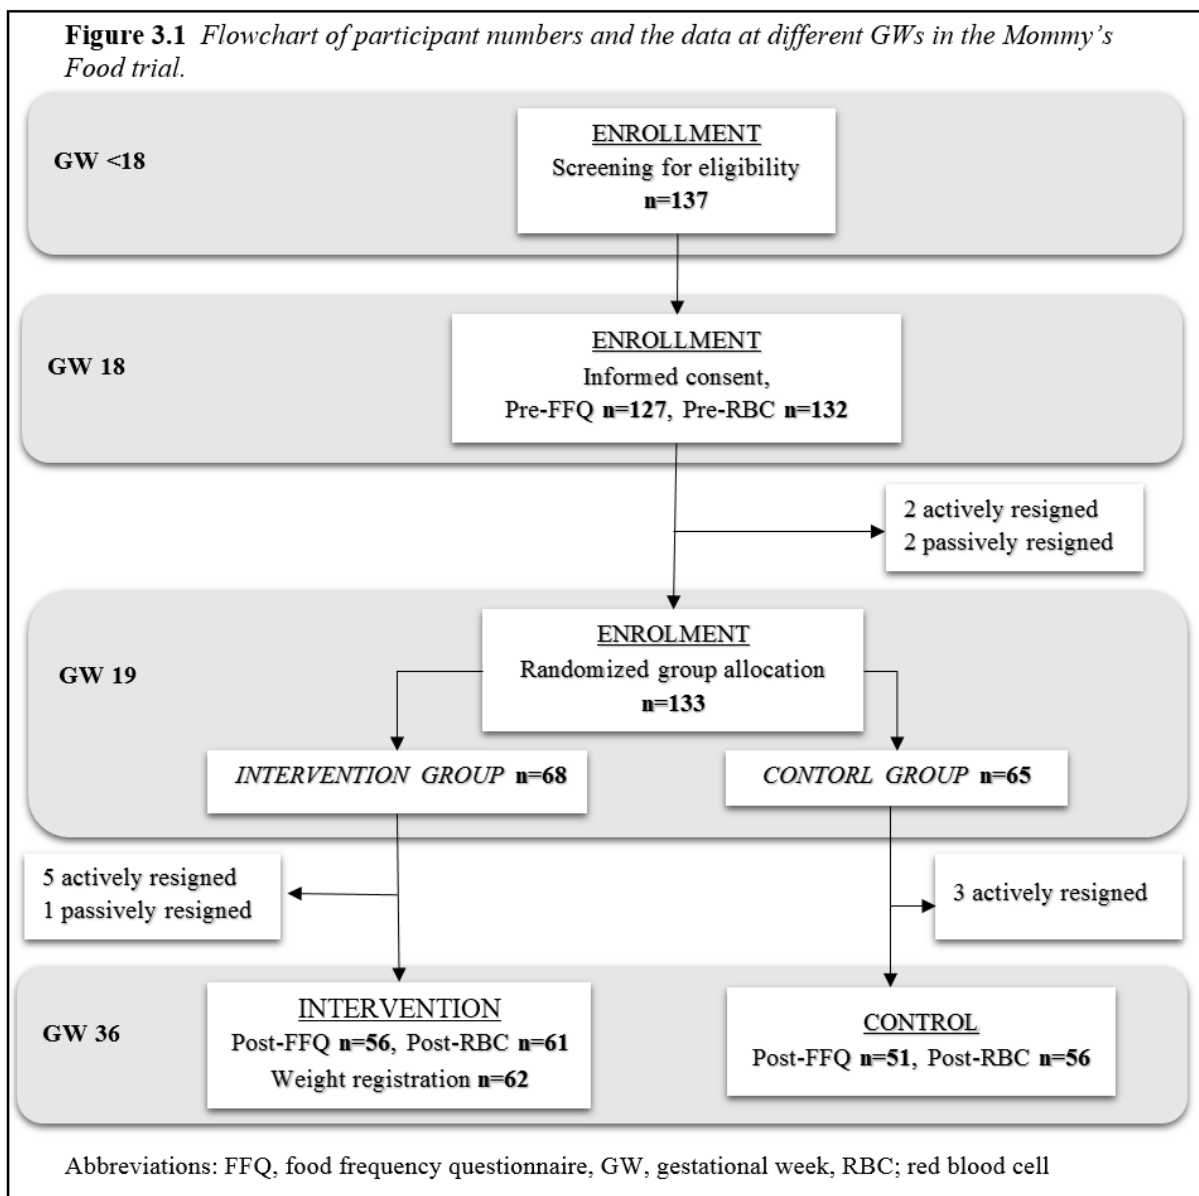 Figure 3.1 Flowchart of participant numbers and the data at different GWs in the Mommy's
Food trial.
GW <18
ENROLLMENT
Screening for eligibility
n=137
GW 18
ENROLLMENT
Informed consent,
Pre-FFQ n=127, Pre-RBC n=132
2 actively resigned
2 passively resigned
GW 19
ENROLMENT
Randomized group allocation
n=133
INTERVENTION GROUP n=68
CONTORL GROUP n=65
5 actively resigned
1 passively resigned
3 actively resigned
GW 36
INTERVENTION
Post-FFQ n=56, Post-RBC n=61
Weight registration n=62
CONTROL
Post-FFQ n=51, Post-RBC n=56
Abbreviations: FFQ, food frequency questionnaire, GW, gestational week, RBC; red blood cell